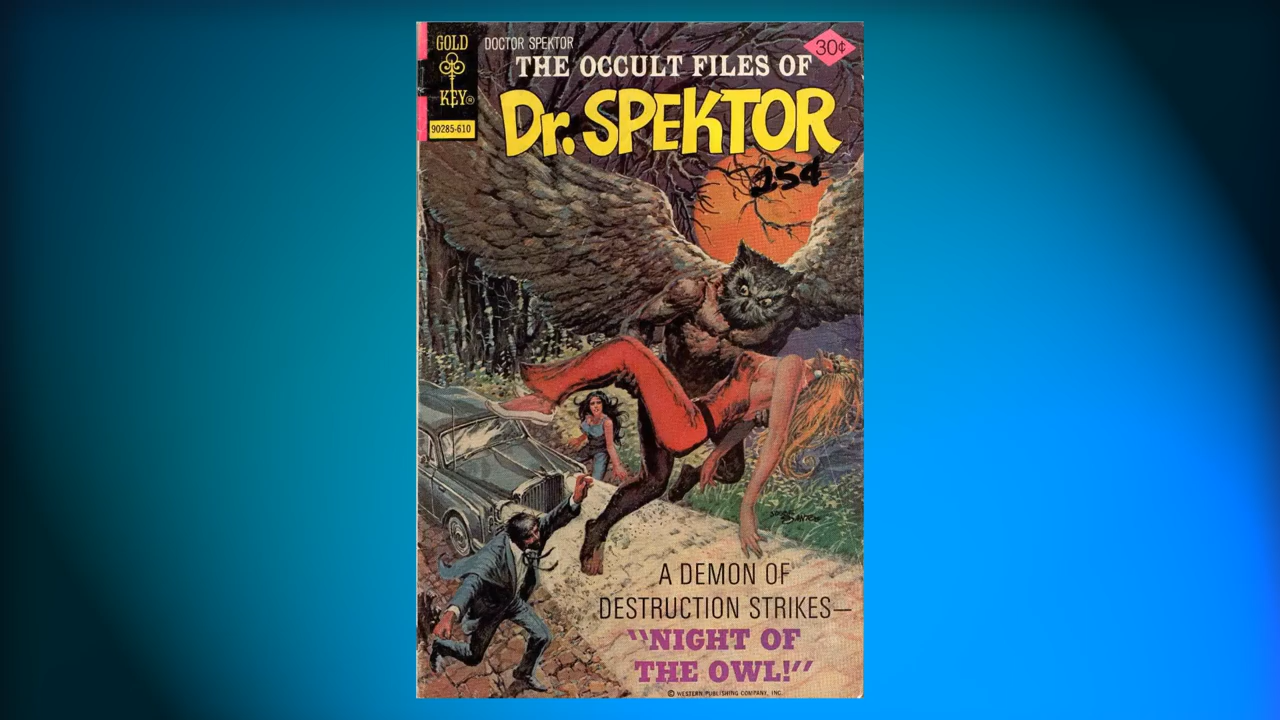 GOLD
KEY®
90285-610
DOCTOR SPEKTOR
30¢
THE OCCULT FILES OF
Dr. SPEKTOR
25¢
A DEMON OF
DESTRUCTION STRIKES—
"NIGHT OF
THE OWL!"
© WESTERN PUBLISHING COMPANY, INC.